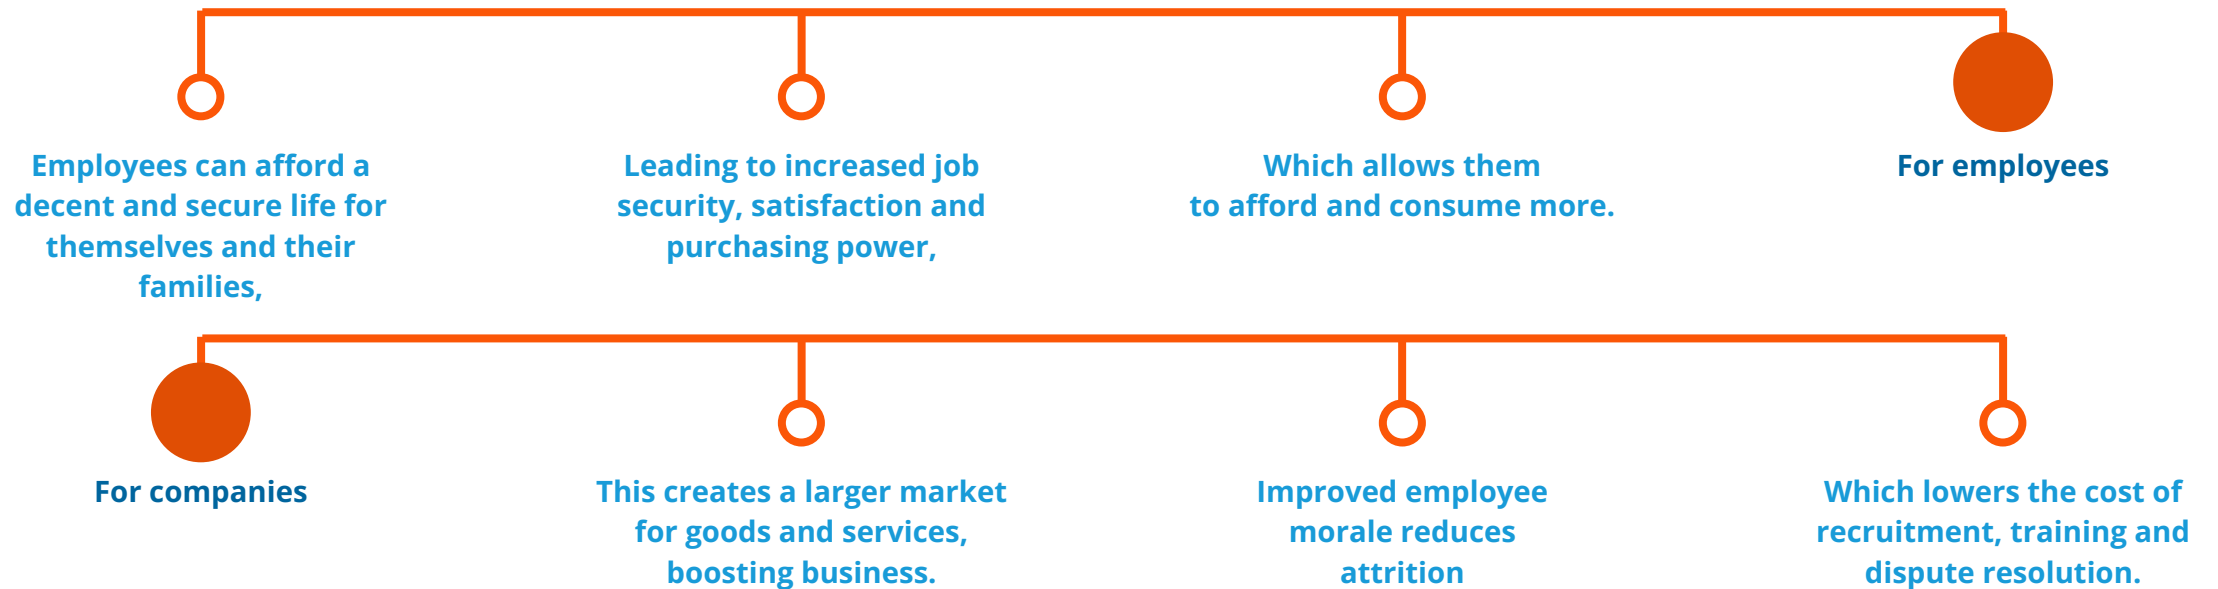 Employees can afford a
decent and secure life for
themselves and their
families,
Leading to increased job
security, satisfaction and
purchasing power,
Which allows them
to afford and consume more.
For employees
For companies
This creates a larger market
for goods and services,
boosting business.
Improved employee
morale reduces
attrition
Which lowers the cost of
recruitment, training and
dispute resolution.